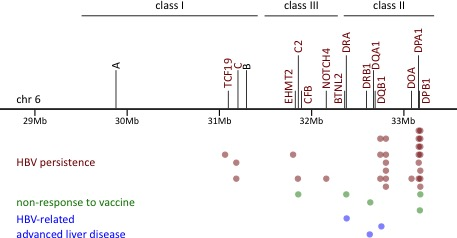 class I class III class II
A
TCF19
C
B
EHMT2
C2
CFB
NOTCH4
BTNL2
DRA
DRB1
DQA1
DQB1
DOA
DPA1
DPB1
chr 6
29Mb 30Mb 31Mb 32Mb 33Mb
HBV persistence
non-response to vaccine
HBV-related
advanced liver disease